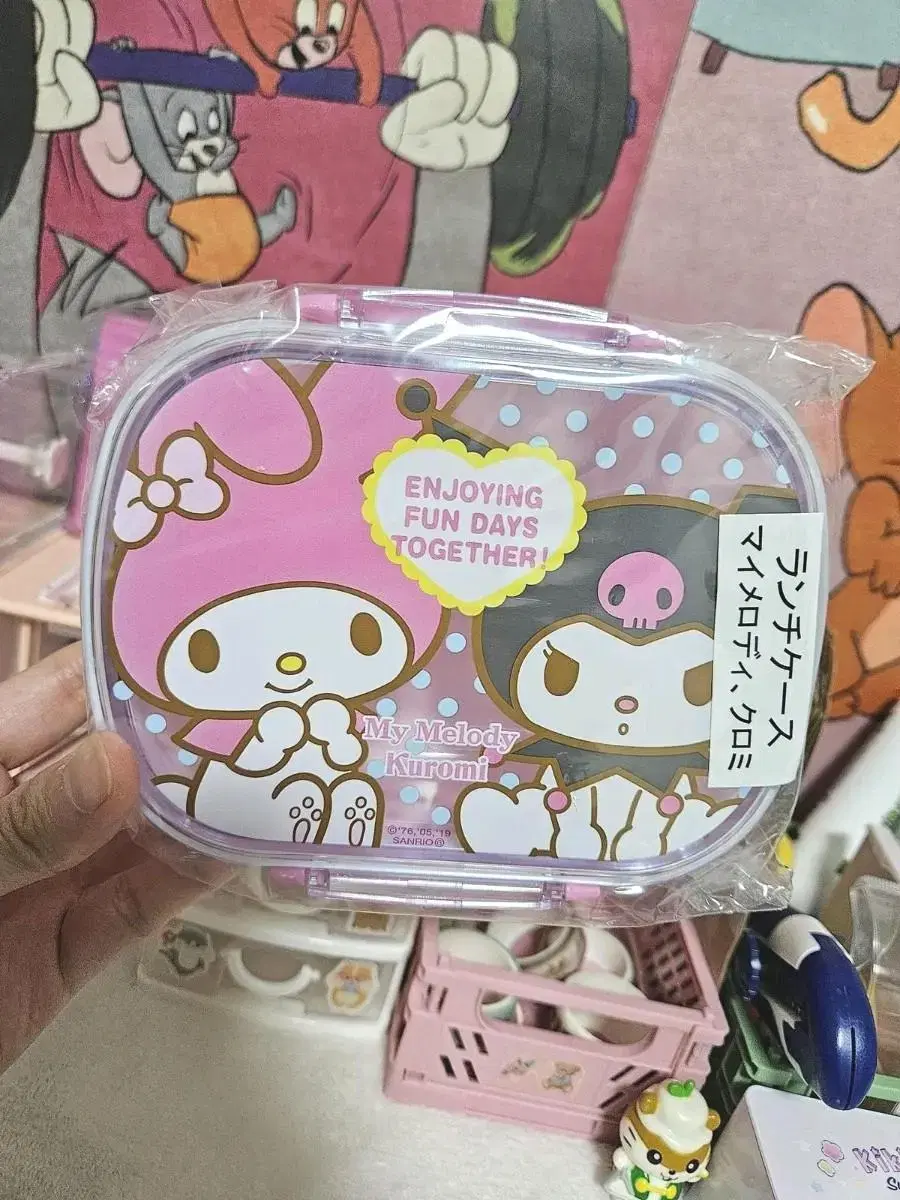 ENJOYING
FUN DAYS
TOGETHER!
My Melody
Kuromi
©'76,'05,'19
SANRIO®
ランチケース
マイメロディ、クロミ